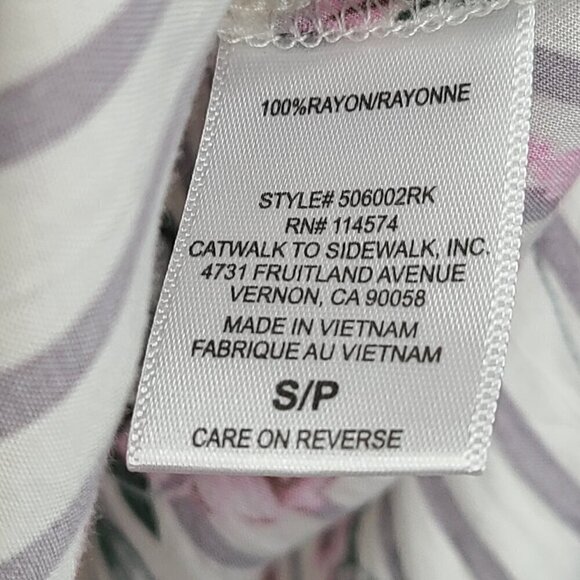 100%RAYON/RAYONNE
STYLE# 506002RK
RN# 114574
CATWALK TO SIDEWALK, INC.
4731 FRUITLAND AVENUE
VERNON, CA 90058
MADE IN VIETNAM
FABRIQUE AU VIETNAM
S/P
CARE ON REVERSE